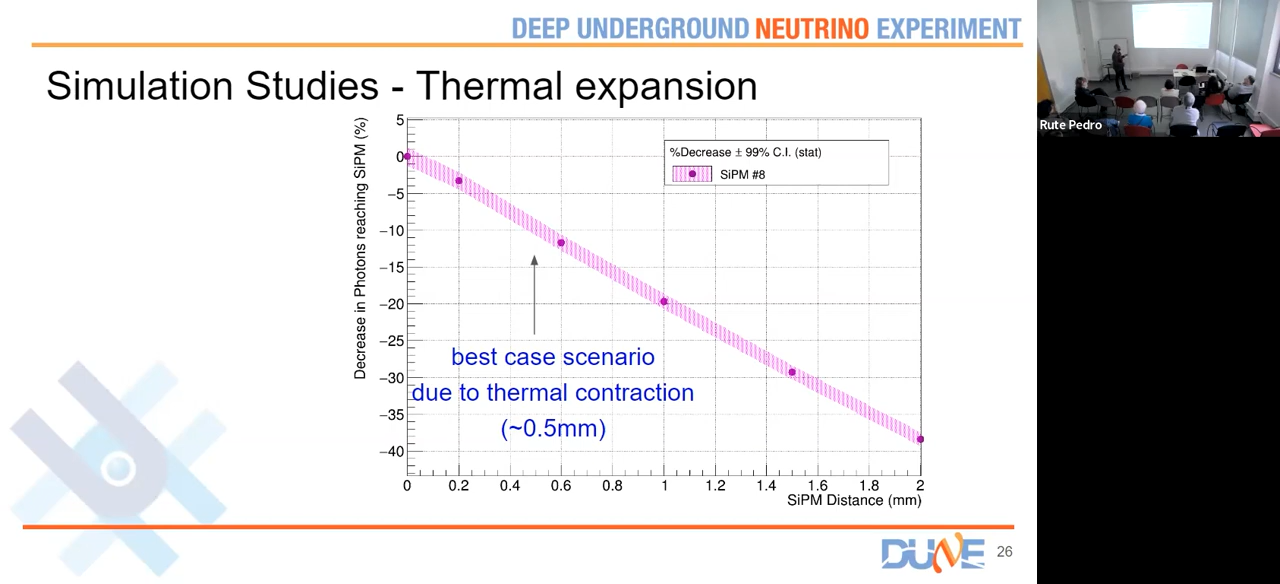 DEEP UNDERGROUND NEUTRINO EXPERIMENT
Simulation Studies - Thermal expansion
Decrease in Photons reaching SiPM (%)
5
0
−5
−10
−15
−20
−25
−30
−35
−40
%Decrease ± 99% C.I. (stat)
SiPM #8
best case scenario
due to thermal contraction
(~0.5mm)
0 0.2 0.4 0.6 0.8 1 1.2 1.4 1.6 1.8 2
SiPM Distance (mm)
DUNE
26
Rute Pedro